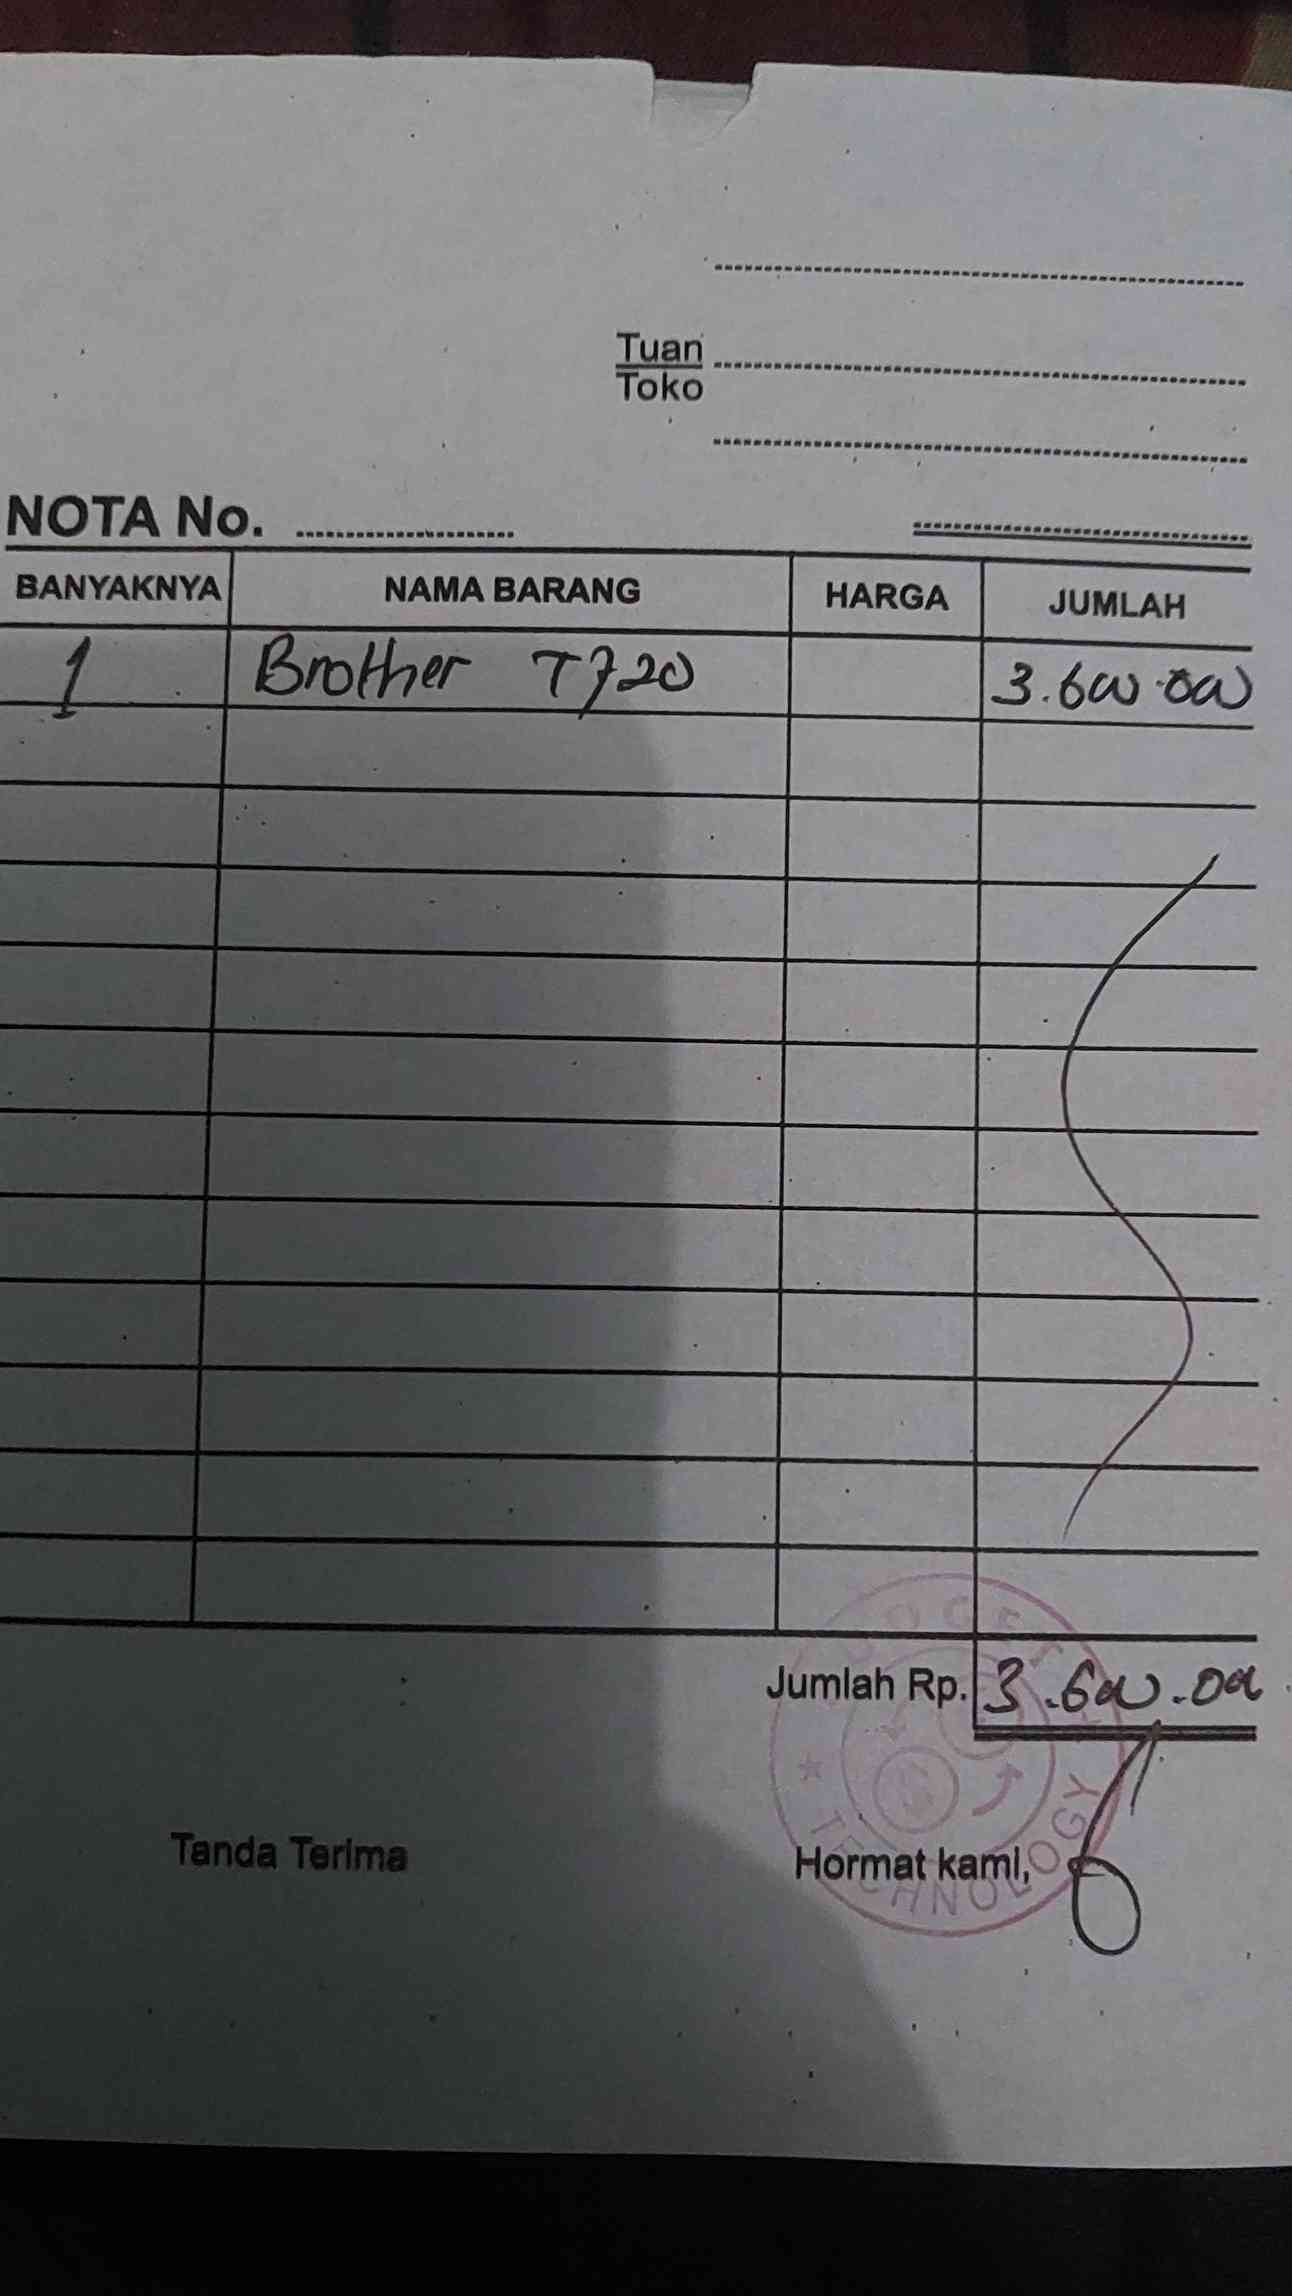 Tuan
Toko
NOTA No.
BANYAKNYA NAMA BARANG HARGA JUMLAH
1 Brother T720 3.600.000
Jumlah Rp. 3.600.000
Tanda Terima Hormat kami,
TECHNOLOGY